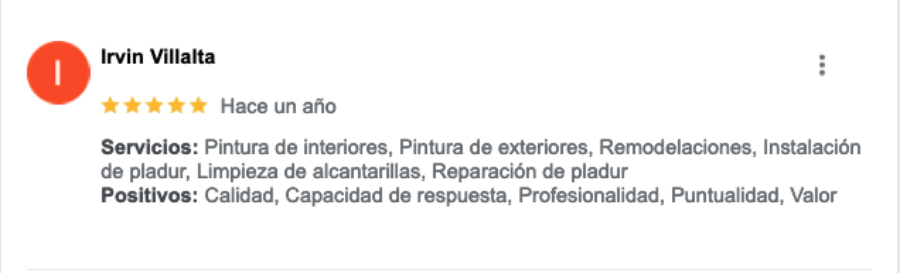 I
Irvin Villalta
Hace un año
Servicios: Pintura de interiores, Pintura de exteriores, Remodelaciones, Instalación
de pladur, Limpieza de alcantarillas, Reparación de pladur
Positivos: Calidad, Capacidad de respuesta, Profesionalidad, Puntualidad, Valor